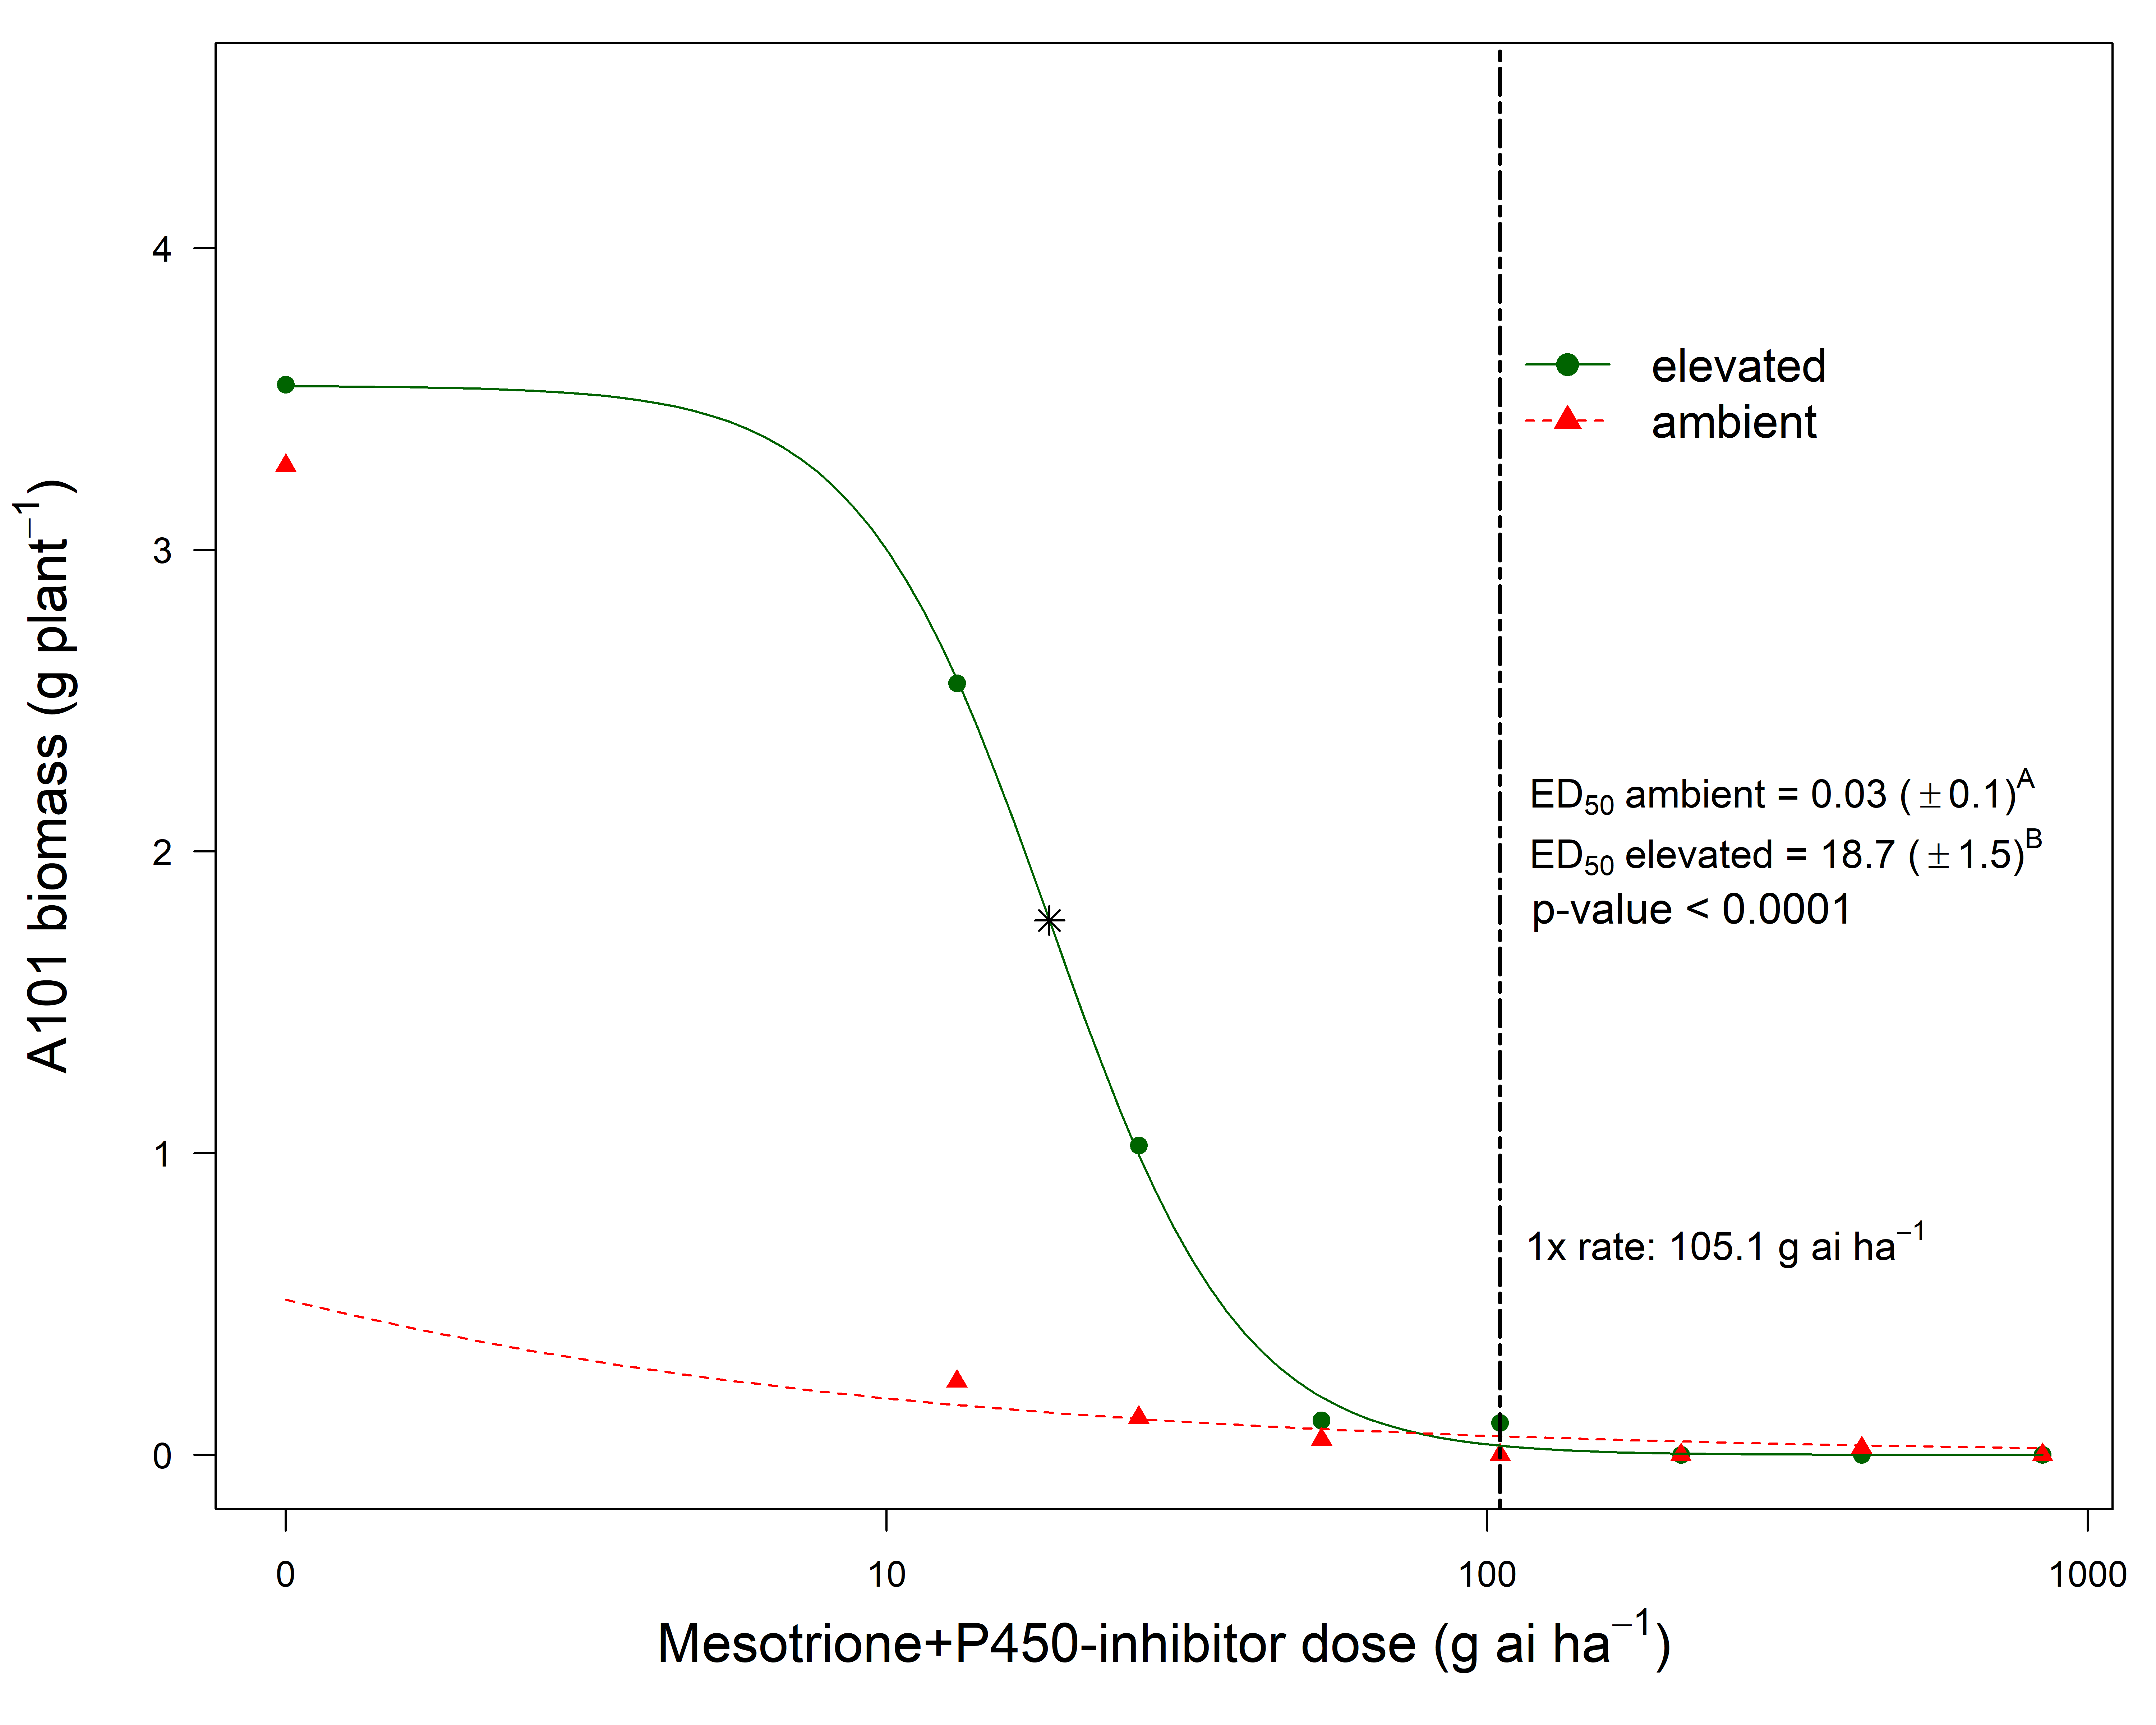 A101 biomass (g plant⁻¹)
4
3
2
1
0
elevated
ambient
ED₅₀ ambient = 0.03 (±0.1)ᴬ
ED₅₀ elevated = 18.7 (±1.5)ᴮ
p-value < 0.0001
1x rate: 105.1 g ai ha⁻¹
0 10 100 1000
Mesotrione+P450-inhibitor dose (g ai ha⁻¹)